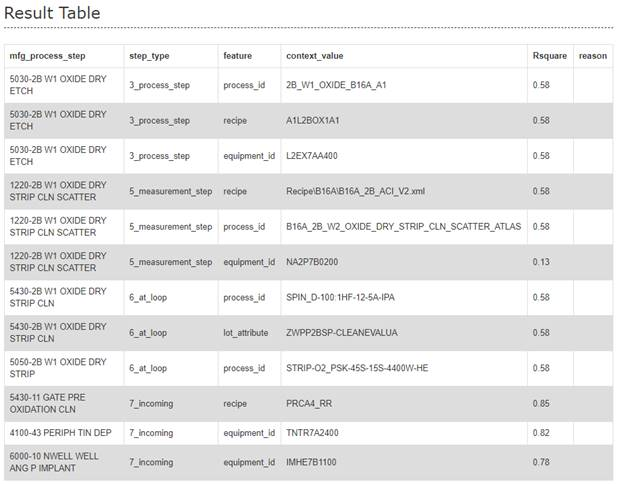 Result Table
mfg_process_step step_type feature context_value Rsquare reason
5030-2B W1 OXIDE DRY ETCH 3_process_step process_id 2B_W1_OXIDE_B16A_A1 0.58
5030-2B W1 OXIDE DRY ETCH 3_process_step recipe A1L2BOX1A1 0.58
5030-2B W1 OXIDE DRY ETCH 3_process_step equipment_id L2EX7AA400 0.58
1220-2B W1 OXIDE DRY STRIP CLN SCATTER 5_measurement_step recipe Recipe\B16A\B16A_2B_ACI_V2.xml 0.58
1220-2B W1 OXIDE DRY STRIP CLN SCATTER 5_measurement_step process_id B16A_2B_W2_OXIDE_DRY_STRIP_CLN_SCATTER_ATLAS 0.58
1220-2B W1 OXIDE DRY STRIP CLN SCATTER 5_measurement_step equipment_id NA2P7B0200 0.13
5430-2B W1 OXIDE DRY STRIP CLN 6_at_loop process_id SPIN_D-100:1HF-12-5A-IPA 0.58
5430-2B W1 OXIDE DRY STRIP CLN 6_at_loop lot_attribute ZWPP2BSP-CLEANEVALUA 0.58
5050-2B W1 OXIDE DRY STRIP 6_at_loop process_id STRIP-O2_PSK-45S-15S-4400W-HE 0.58
5430-11 GATE PRE OXIDATION CLN 7_incoming recipe PRCA4_RR 0.85
4100-43 PERIPH TIN DEP 7_incoming equipment_id TNTR7A2400 0.82
6000-10 NWELL WELL ANG P IMPLANT 7_incoming equipment_id IMHE7B1100 0.78